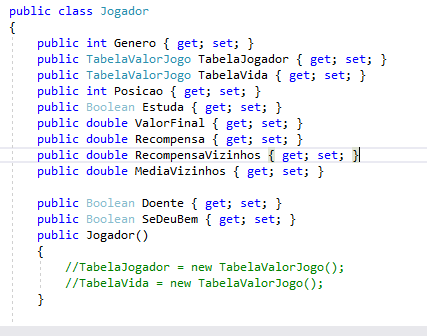 public class Jogador
{
public int Genero { get; set; }
public TabelaValorJogo TabelaJogador { get; set; }
public TabelaValorJogo TabelaVida { get; set; }
public int Posicao { get; set; }
public Boolean Estuda { get; set; }
public double ValorFinal { get; set; }
public double Recompensa { get; set; }
public double RecompensaVizinhos { get; set; }
public double MediaVizinhos { get; set; }
public Boolean Doente { get; set; }
public Boolean SeDeuBem { get; set; }
public Jogador()
{
//TabelaJogador = new TabelaValorJogo();
//TabelaVida = new TabelaValorJogo();
}